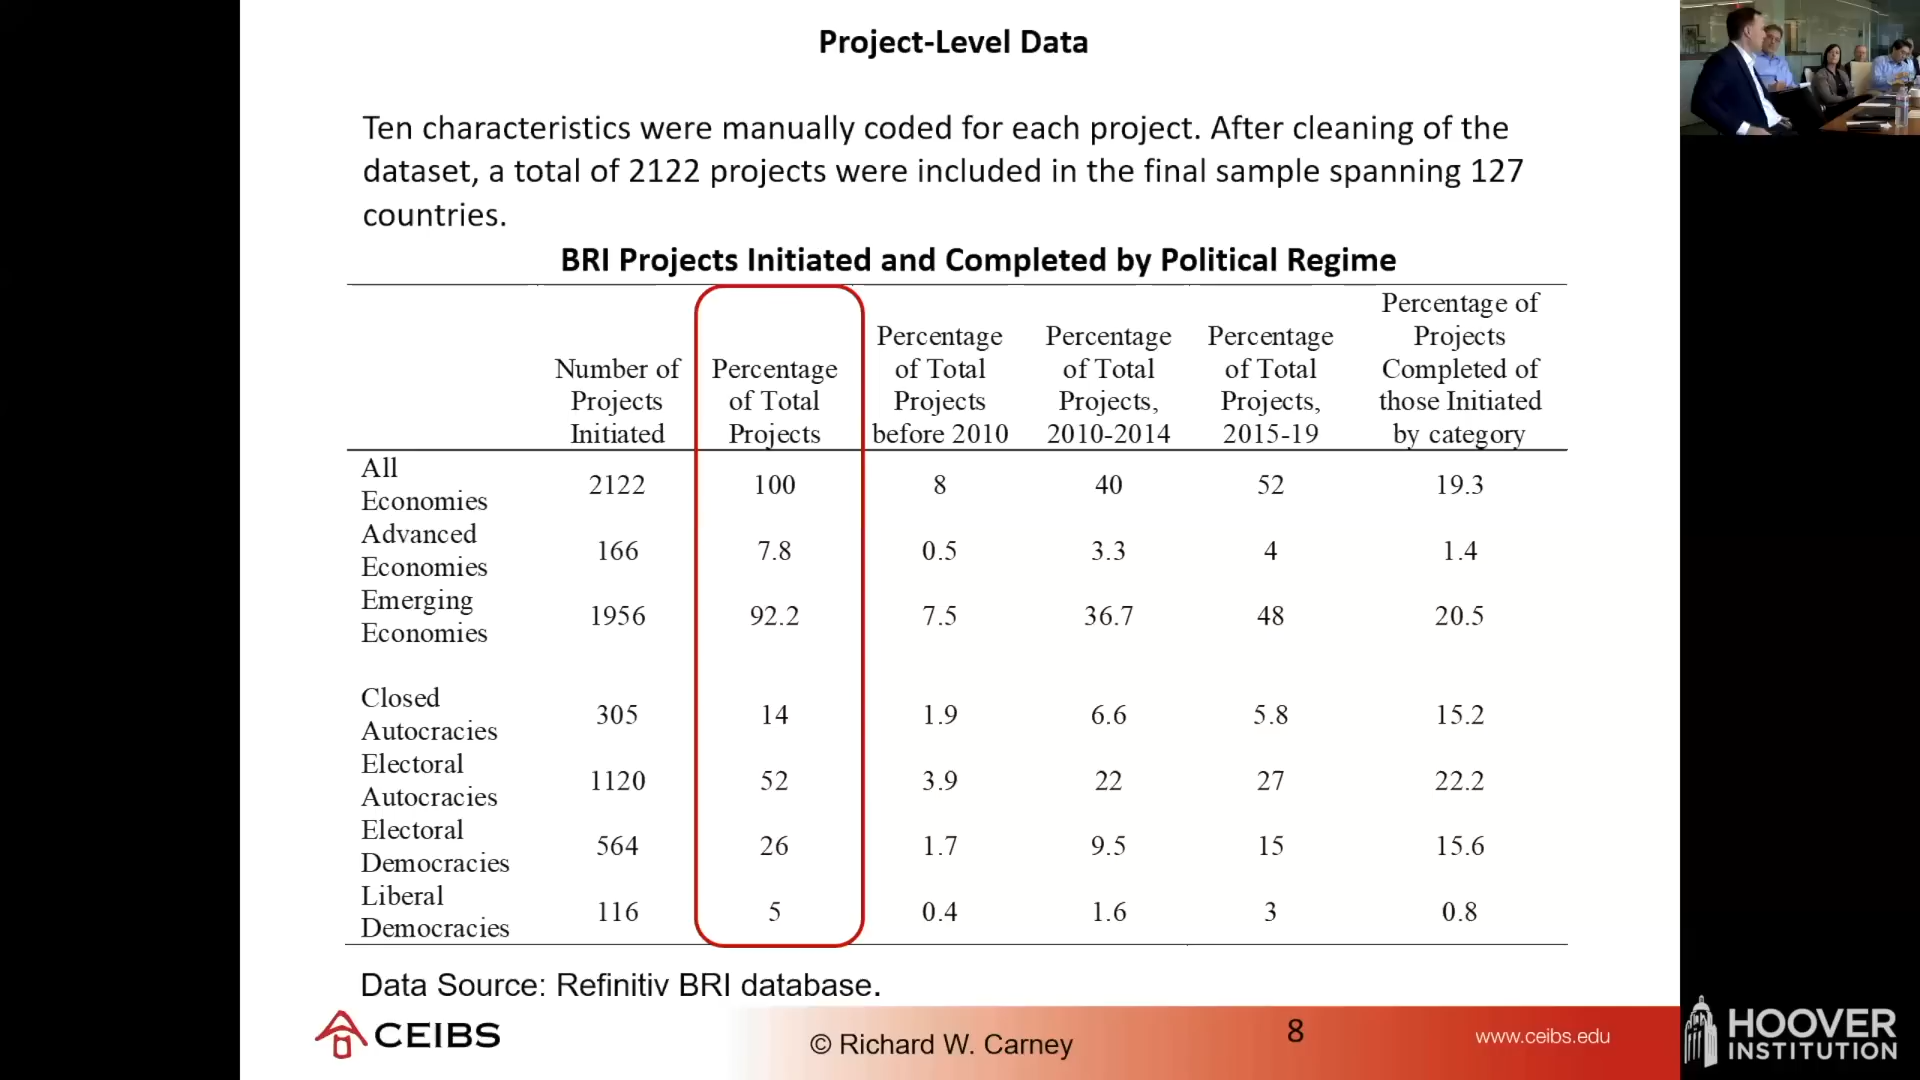 Project-Level Data
Ten characteristics were manually coded for each project. After cleaning of the
dataset, a total of 2122 projects were included in the final sample spanning 127
countries.
BRI Projects Initiated and Completed by Political Regime
Number of Projects Initiated
Percentage of Total Projects
Percentage of Total Projects before 2010
Percentage of Total Projects, 2010-2014
Percentage of Total Projects, 2015-19
Percentage of Projects Completed of those Initiated by category
All Economies 2122 100 8 40 52 19.3
Advanced Economies 166 7.8 0.5 3.3 4 1.4
Emerging Economies 1956 92.2 7.5 36.7 48 20.5
Closed Autocracies 305 14 1.9 6.6 5.8 15.2
Electoral Autocracies 1120 52 3.9 22 27 22.2
Electoral Democracies 564 26 1.7 9.5 15 15.6
Liberal Democracies 116 5 0.4 1.6 3 0.8
Data Source: Refinitiv BRI database.
CEIBS
© Richard W. Carney
8
www.ceibs.edu
HOOVER
INSTITUTION